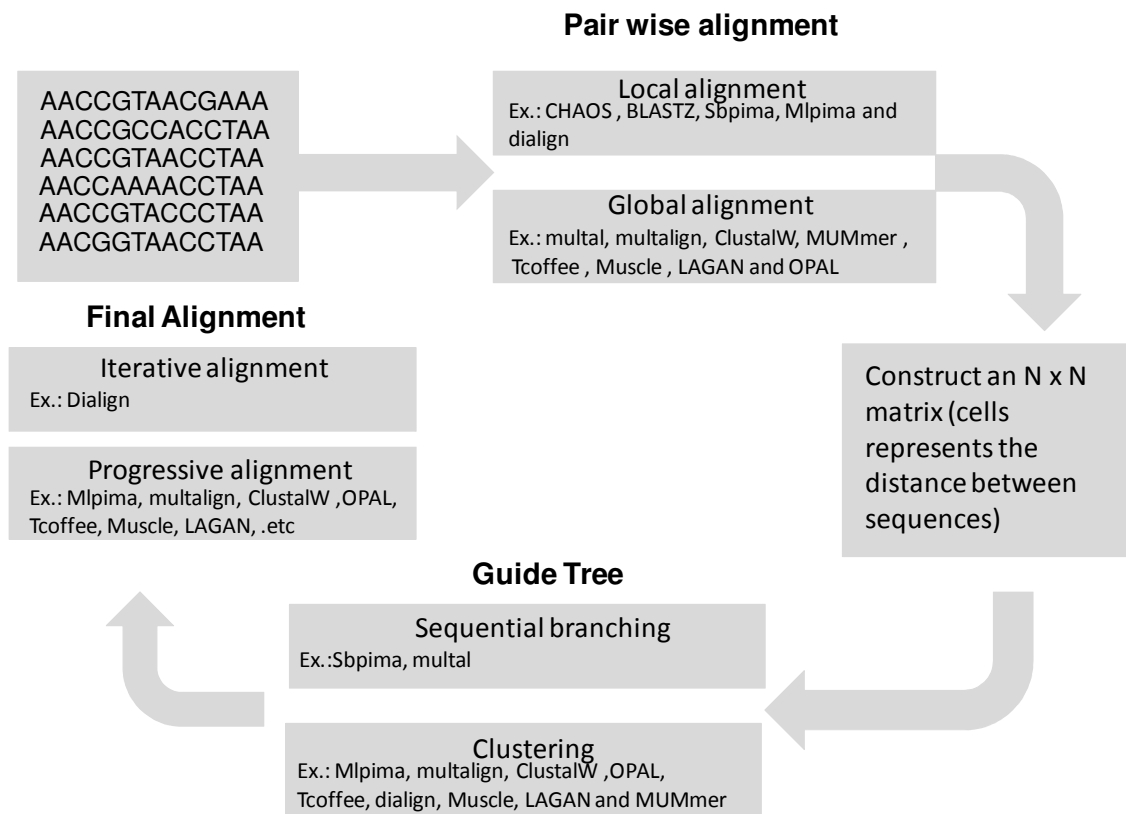 Pair wise alignment
AACCGTAACGAAA
AACCGCCACCTAA
AACCGTAACCTAA
AACCAAAACCTAA
AACCGTACCCTAA
AACGGTAACCTAA
Local alignment
Ex.: CHAOS , BLASTZ, Sbpima, Mlpima and
dialign
Global alignment
Ex.: multal, multalign, ClustalW, MUMmer ,
Tcoffee , Muscle , LAGAN and OPAL
Construct an N x N
matrix (cells
represents the
distance between
sequences)
Guide Tree
Sequential branching
Ex.:Sbpima, multal
Clustering
Ex.: Mlpima, multalign, ClustalW ,OPAL,
Tcoffee, dialign, Muscle, LAGAN and MUMmer
Final Alignment
Iterative alignment
Ex.: Dialign
Progressive alignment
Ex.: Mlpima, multalign, ClustalW ,OPAL,
Tcoffee, Muscle, LAGAN, .etc